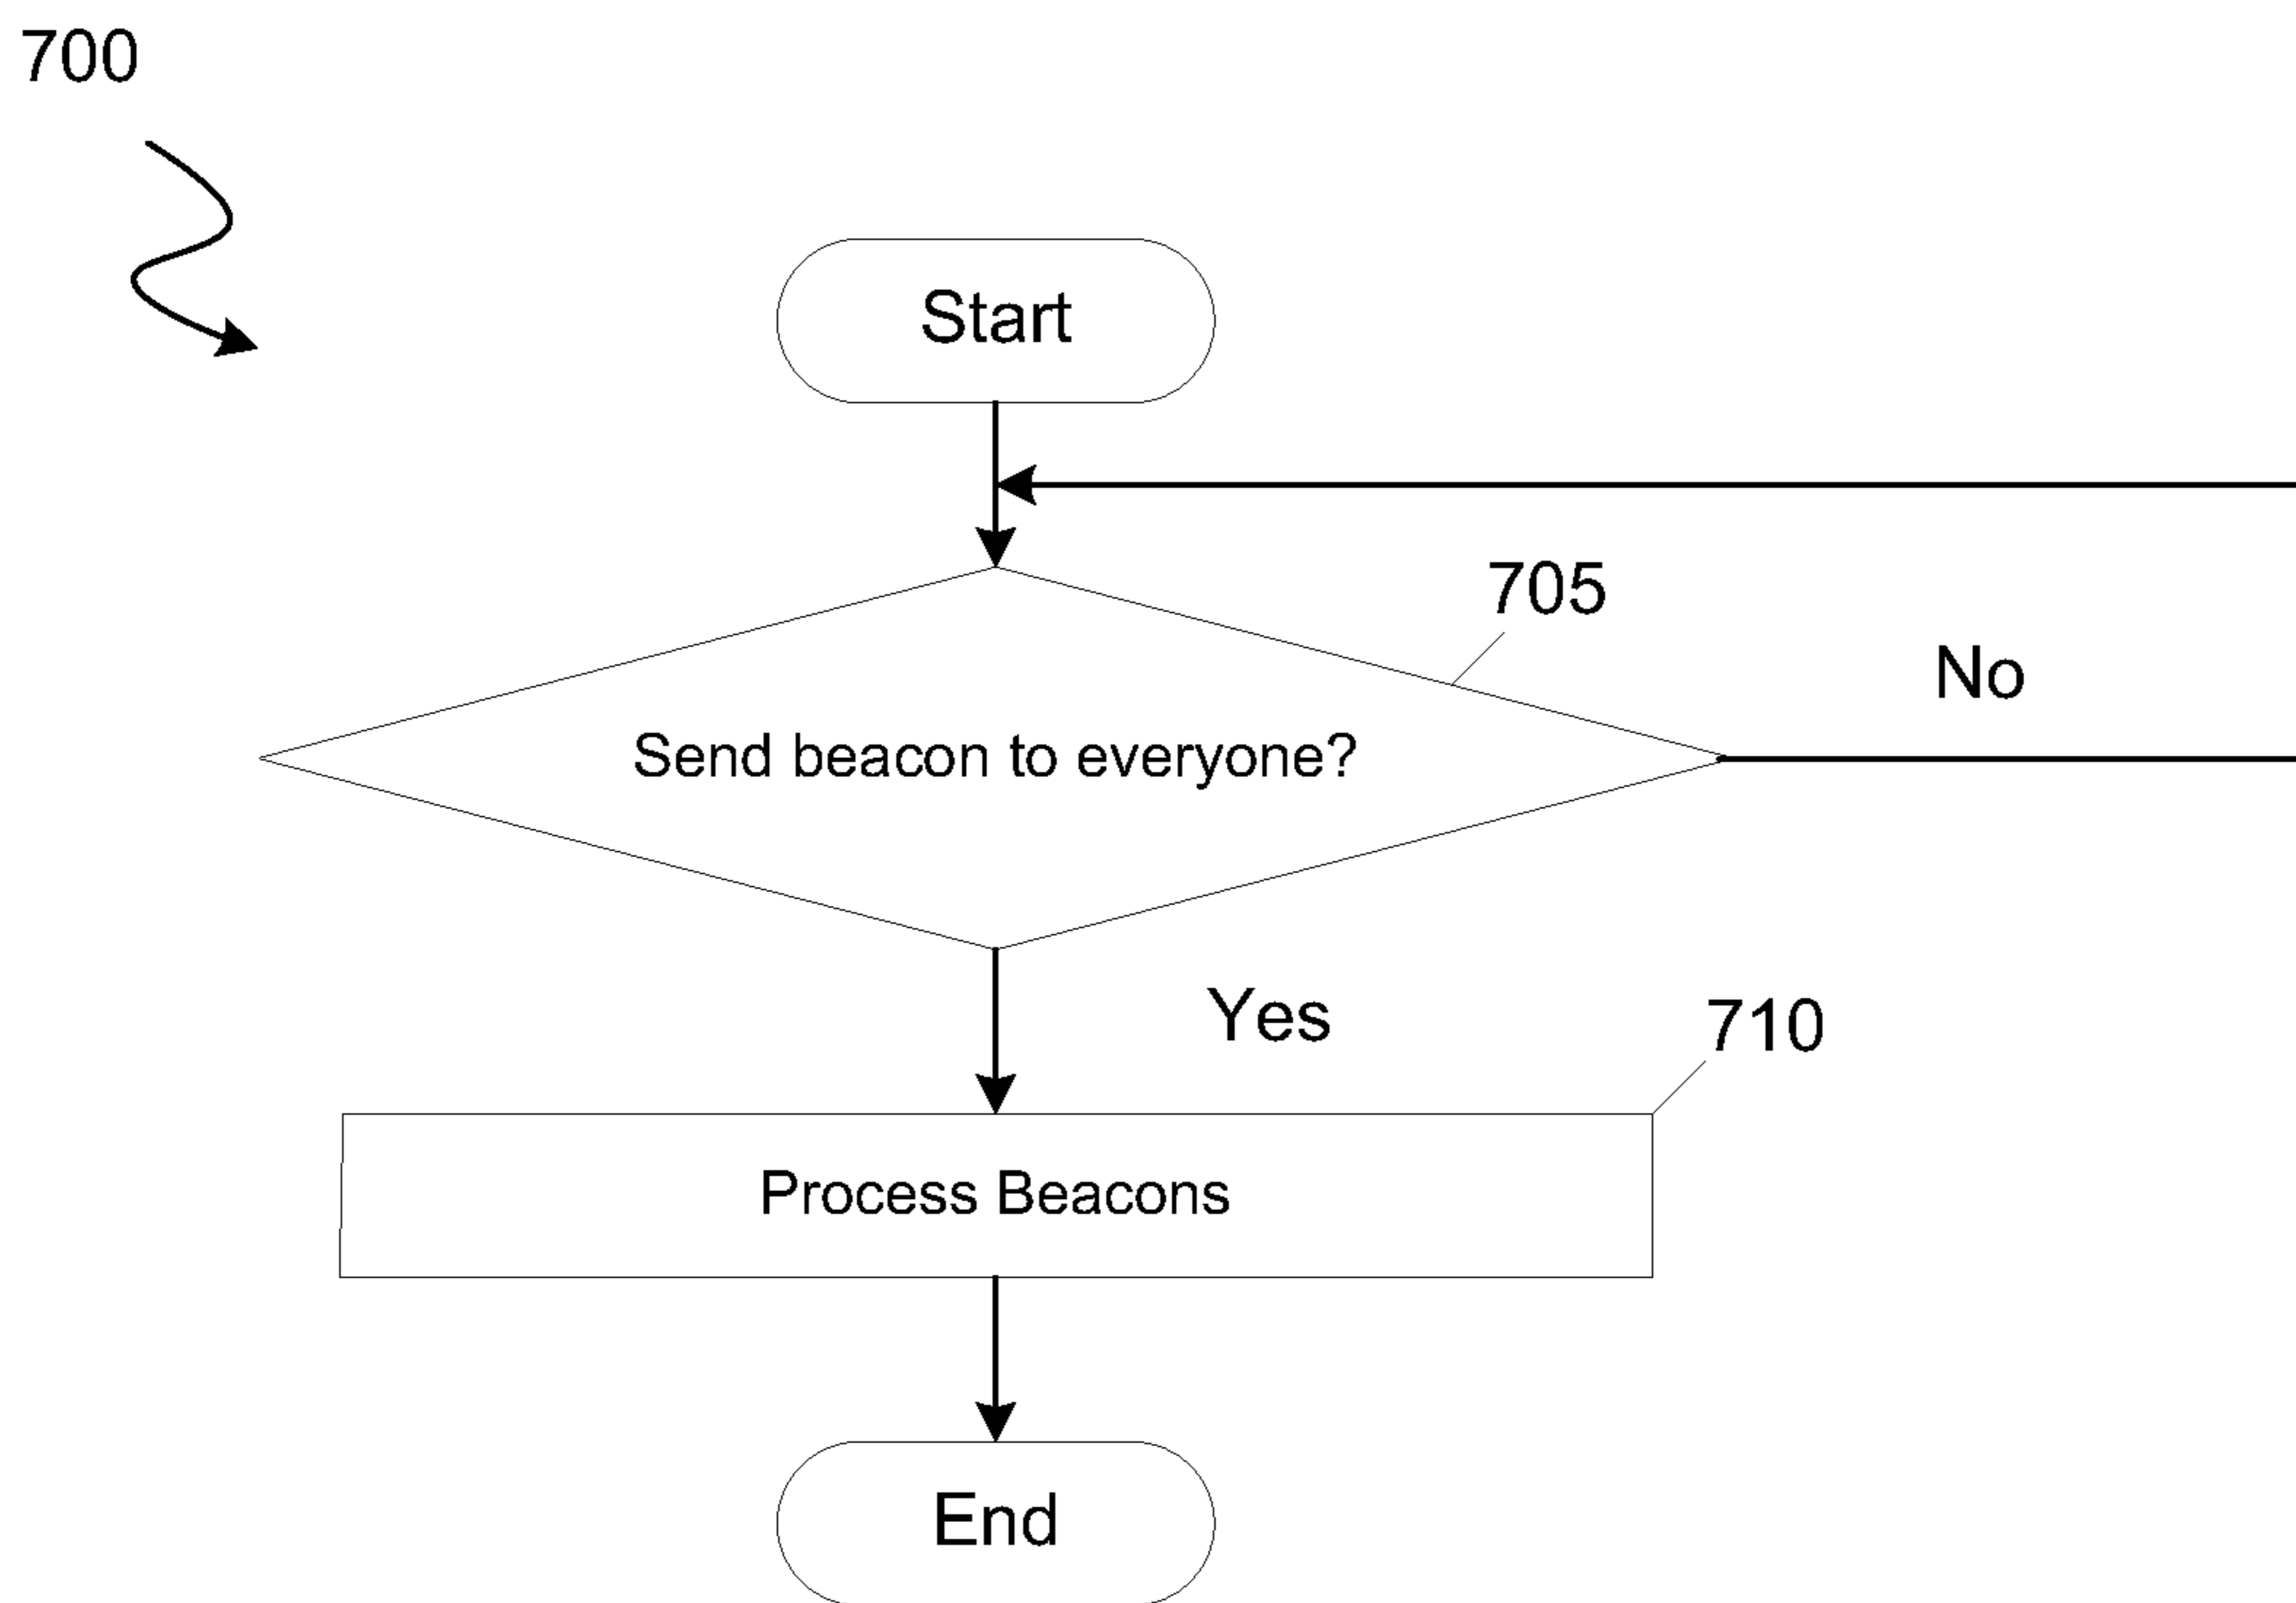 700
Start
705
No
Send beacon to everyone?
Yes
710
Process Beacons
End